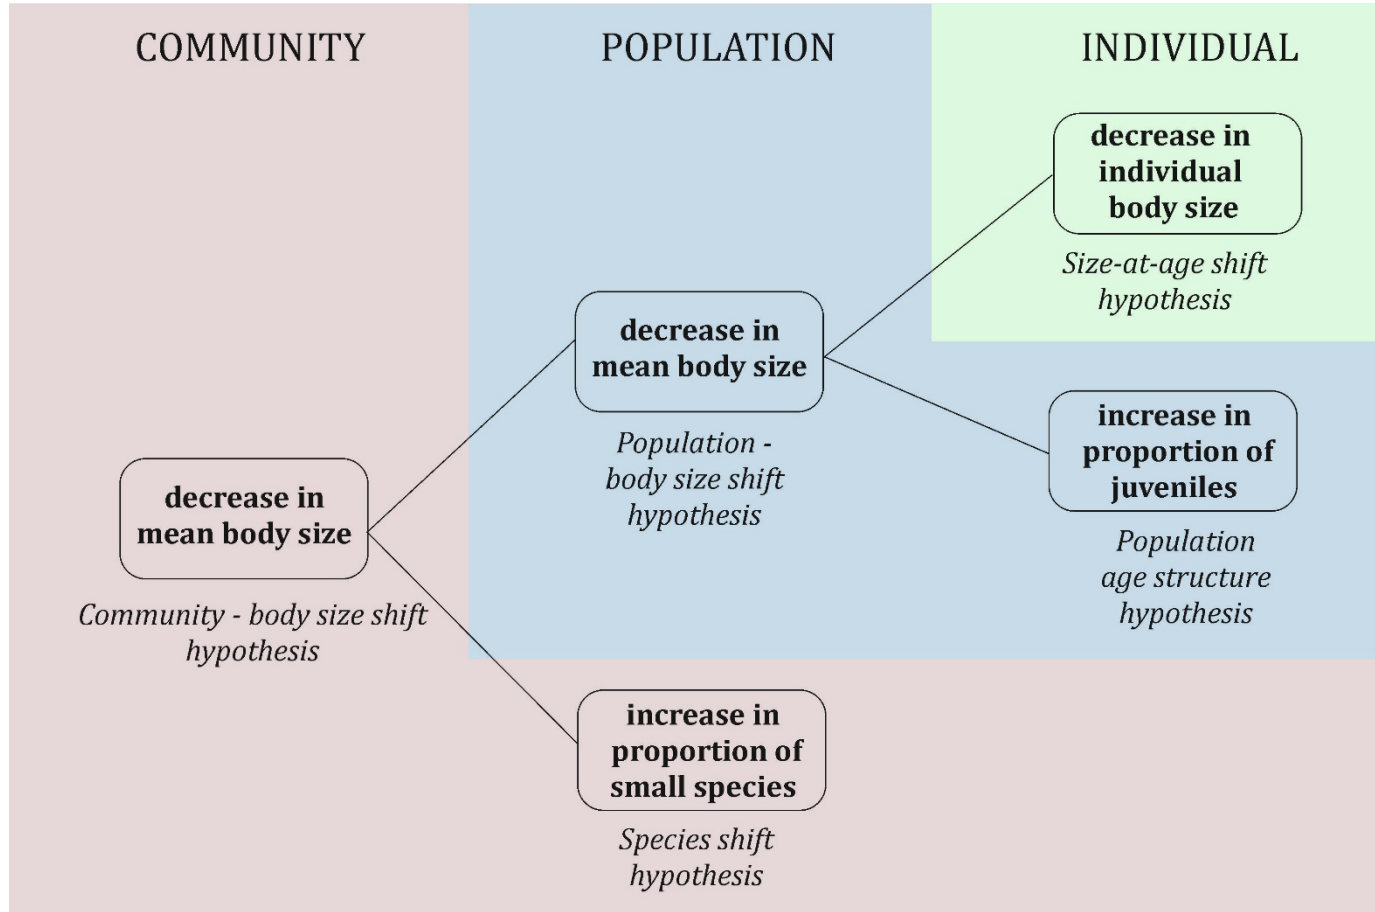 COMMUNITY
POPULATION
INDIVIDUAL
decrease in
individual
body size
Size-at-age shift
hypothesis
decrease in
mean body size
Population -
body size shift
hypothesis
increase in
proportion of
juveniles
Population
age structure
hypothesis
decrease in
mean body size
Community - body size shift
hypothesis
increase in
proportion of
small species
Species shift
hypothesis